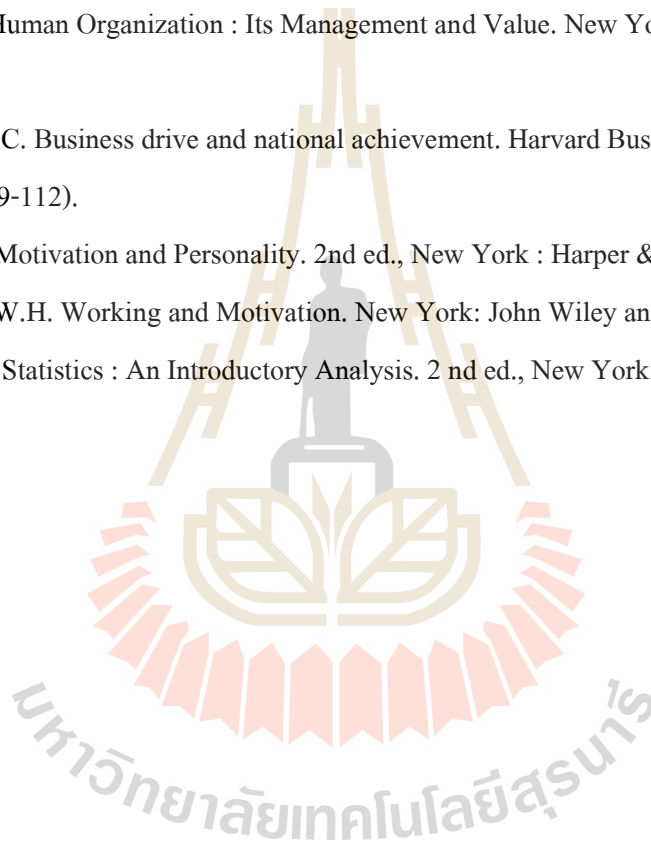 Human Organization : Its Management and Value. New Yo
C. Business drive and national achievement. Harvard Bus
9-112).
Motivation and Personality. 2nd ed., New York : Harper &
W.H. Working and Motivation. New York: John Wiley an
Statistics : An Introductory Analysis. 2 nd ed., New York
มหาวิทยาลัยเทคโนโลยีสุรนารี